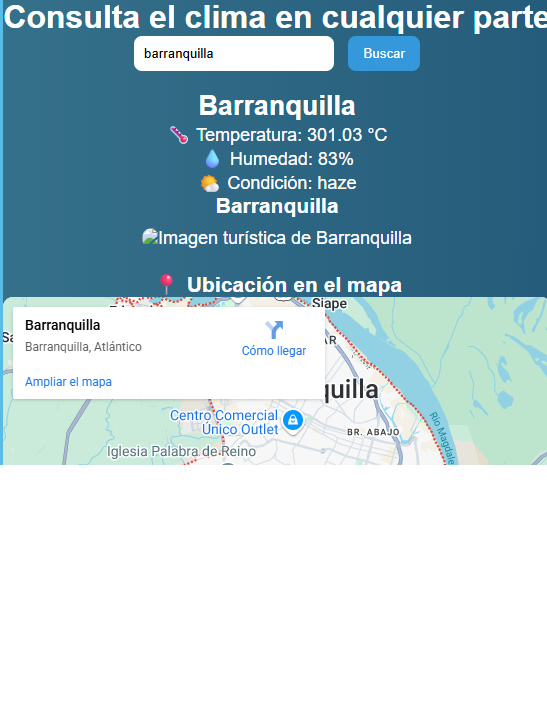 Consulta el clima en cualquier parte
barranquilla
Buscar
Barranquilla
🌡️ Temperatura: 301.03 °C
💧 Humedad: 83%
🌤️ Condición: haze
Barranquilla
Imagen turística de Barranquilla
📍 Ubicación en el mapa
Siape
Barranquilla
Barranquilla, Atlántico
Cómo llegar
Ampliar el mapa
AR
quilla
Centro Comercial
Único Outlet
BR. ABAJO
Río Magdale
Iglesia Palabra de Reino